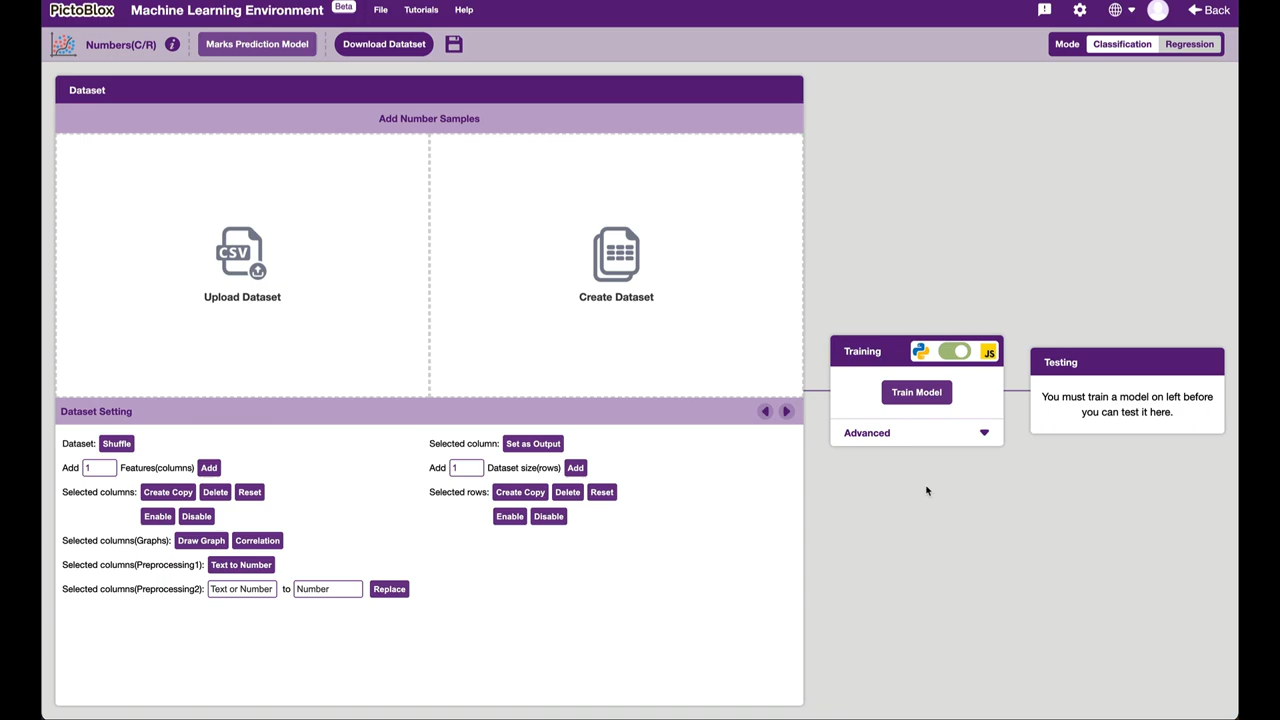 PictoBlox Machine Learning Environment Beta File Tutorials Help Back
Numbers(C/R) i Marks Prediction Model Download Datatset Mode Classification Regression
Dataset
Add Number Samples
CSV
Upload Dataset Create Dataset
Training JS
Train Model
Advanced
Testing
You must train a model on left before
you can test it here.
Dataset Setting
Dataset: Shuffle Selected column: Set as Output
Add 1 Features(columns) Add Add 1 Dataset size(rows) Add
Selected columns: Create Copy Delete Reset Selected rows: Create Copy Delete Reset
Enable Disable Enable Disable
Selected columns(Graphs): Draw Graph Correlation
Selected columns(Preprocessing1): Text to Number
Selected columns(Preprocessing2): Text or Number to Number Replace